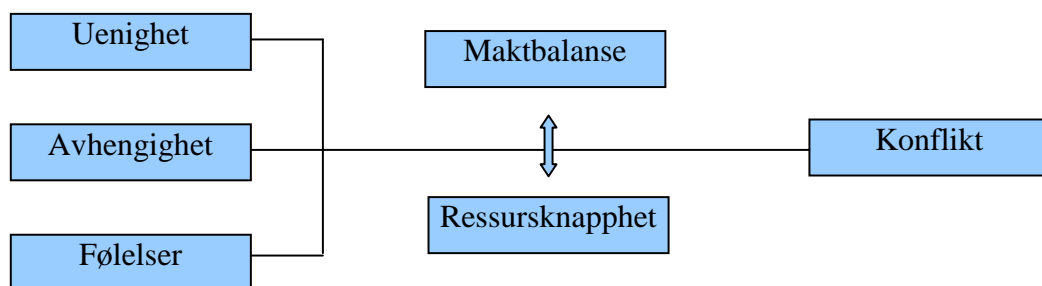 Uenighet
Maktbalanse
Avhengighet
Konflikt
Ressursknapphet
Følelser